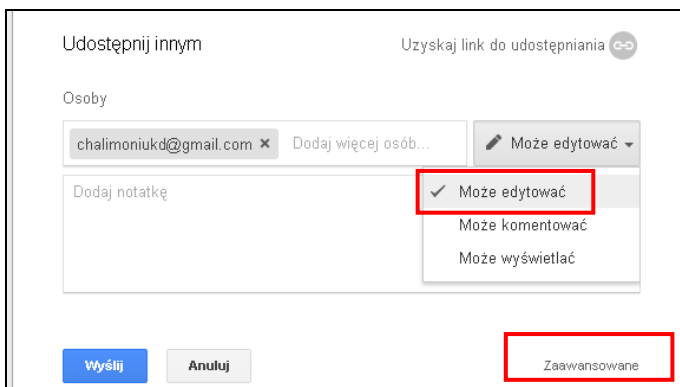 Udostępnij innym Uzyskaj link do udostępniania
Osoby
chalimoniukd@gmail.com × Dodaj więcej osób... Może edytować
Dodaj notatkę
Może edytować
Może komentować
Może wyświetlać
Wyślij Anuluj Zaawansowane